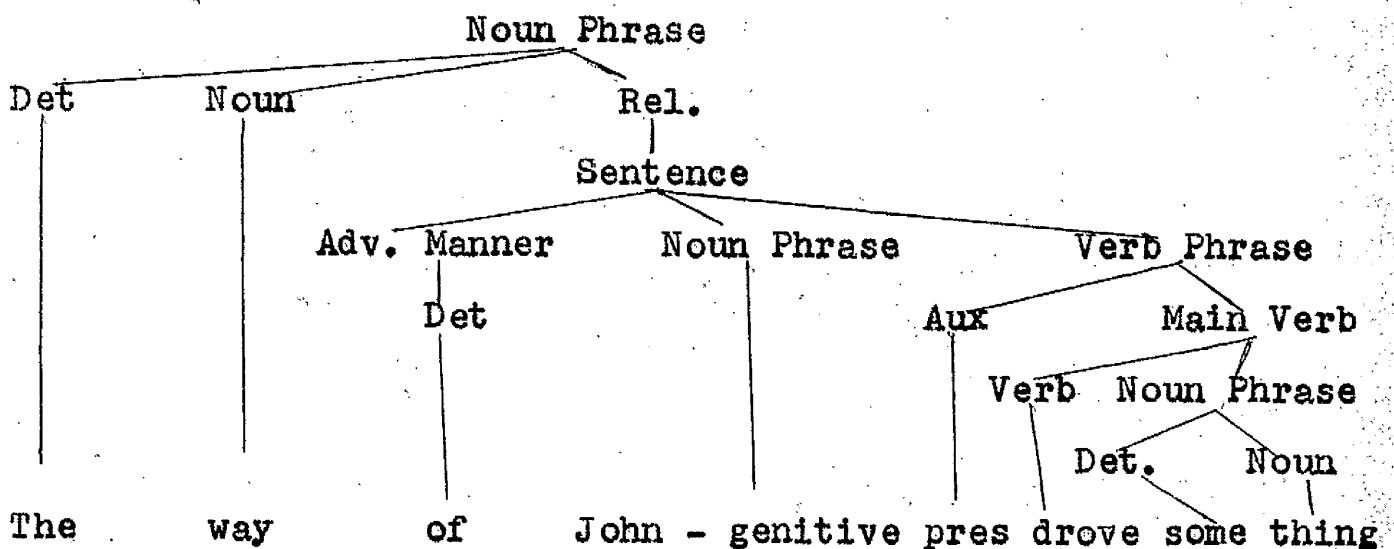 Noun Phrase
Det Noun Rel.
Sentence
Adv. Manner Noun Phrase Verb Phrase
Det Aux Main Verb
Verb Noun Phrase
Det. Noun
The way of John - genitive pres drove some thing